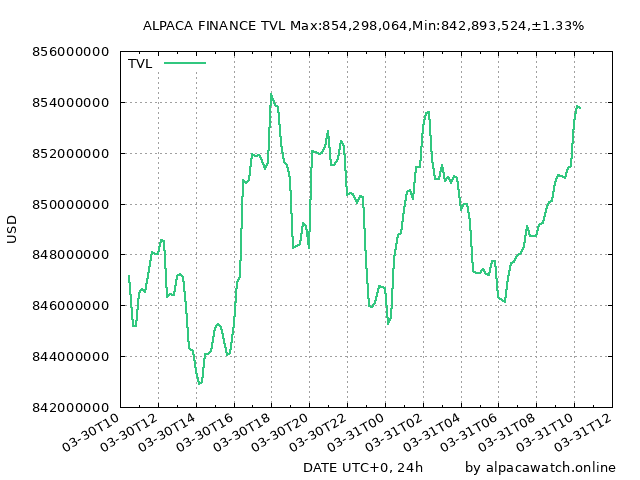 ALPACA FINANCE TVL Max:854,298,064,Min:842,893,524,±1.33%
TVL
856000000
854000000
852000000
850000000
848000000
846000000
844000000
842000000
USD
03-30T10
03-30T12
03-30T14
03-30T16
03-30T18
03-30T20
03-30T22
03-31T00
03-31T02
03-31T04
03-31T06
03-31T08
03-31T10
03-31T12
DATE UTC+0, 24h
by alpacawatch.online